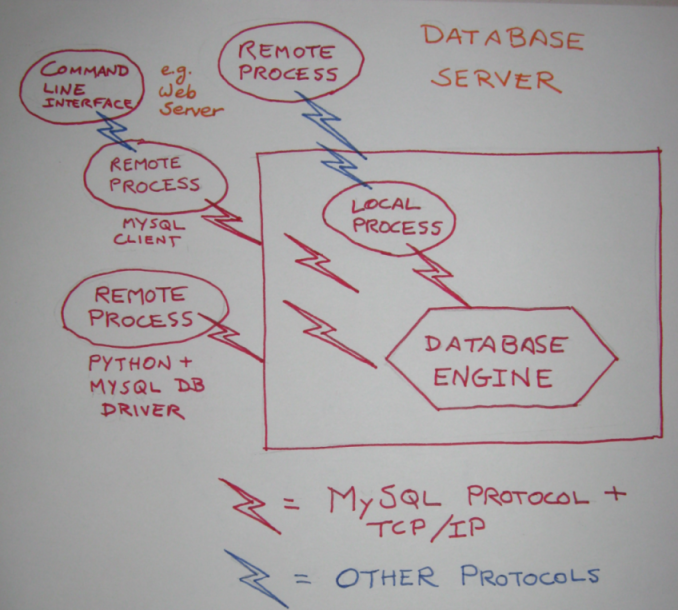 DATABASE
SERVER
REMOTE
PROCESS
e.g.
Web
Server
COMMAND
LINE
INTERFACE
REMOTE
PROCESS
MYSQL
CLIENT
LOCAL
PROCESS
REMOTE
PROCESS
PYTHON +
MYSQL DB
DRIVER
DATABASE
ENGINE
= MySQL PROTOCOL +
TCP/IP
= OTHER PROTOCOLS